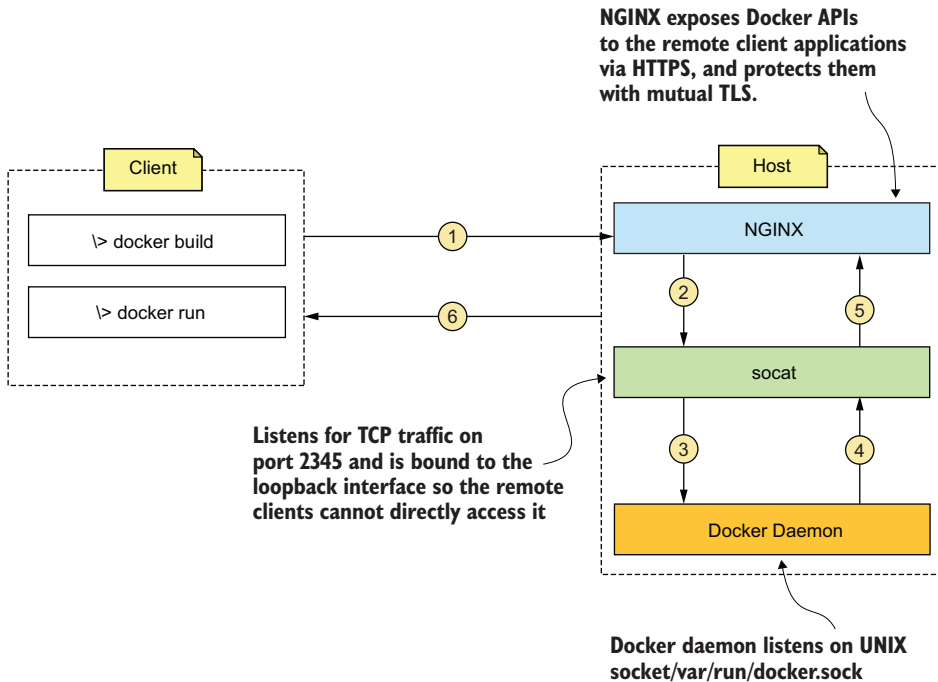 NGINX exposes Docker APIs
to the remote client applications
via HTTPS, and protects them
with mutual TLS.
Client
Host
\> docker build
1
NGINX
2
5
\> docker run
6
socat
Listens for TCP traffic on
port 2345 and is bound to the
loopback interface so the remote
clients cannot directly access it
3
4
Docker Daemon
Docker daemon listens on UNIX
socket/var/run/docker.sock